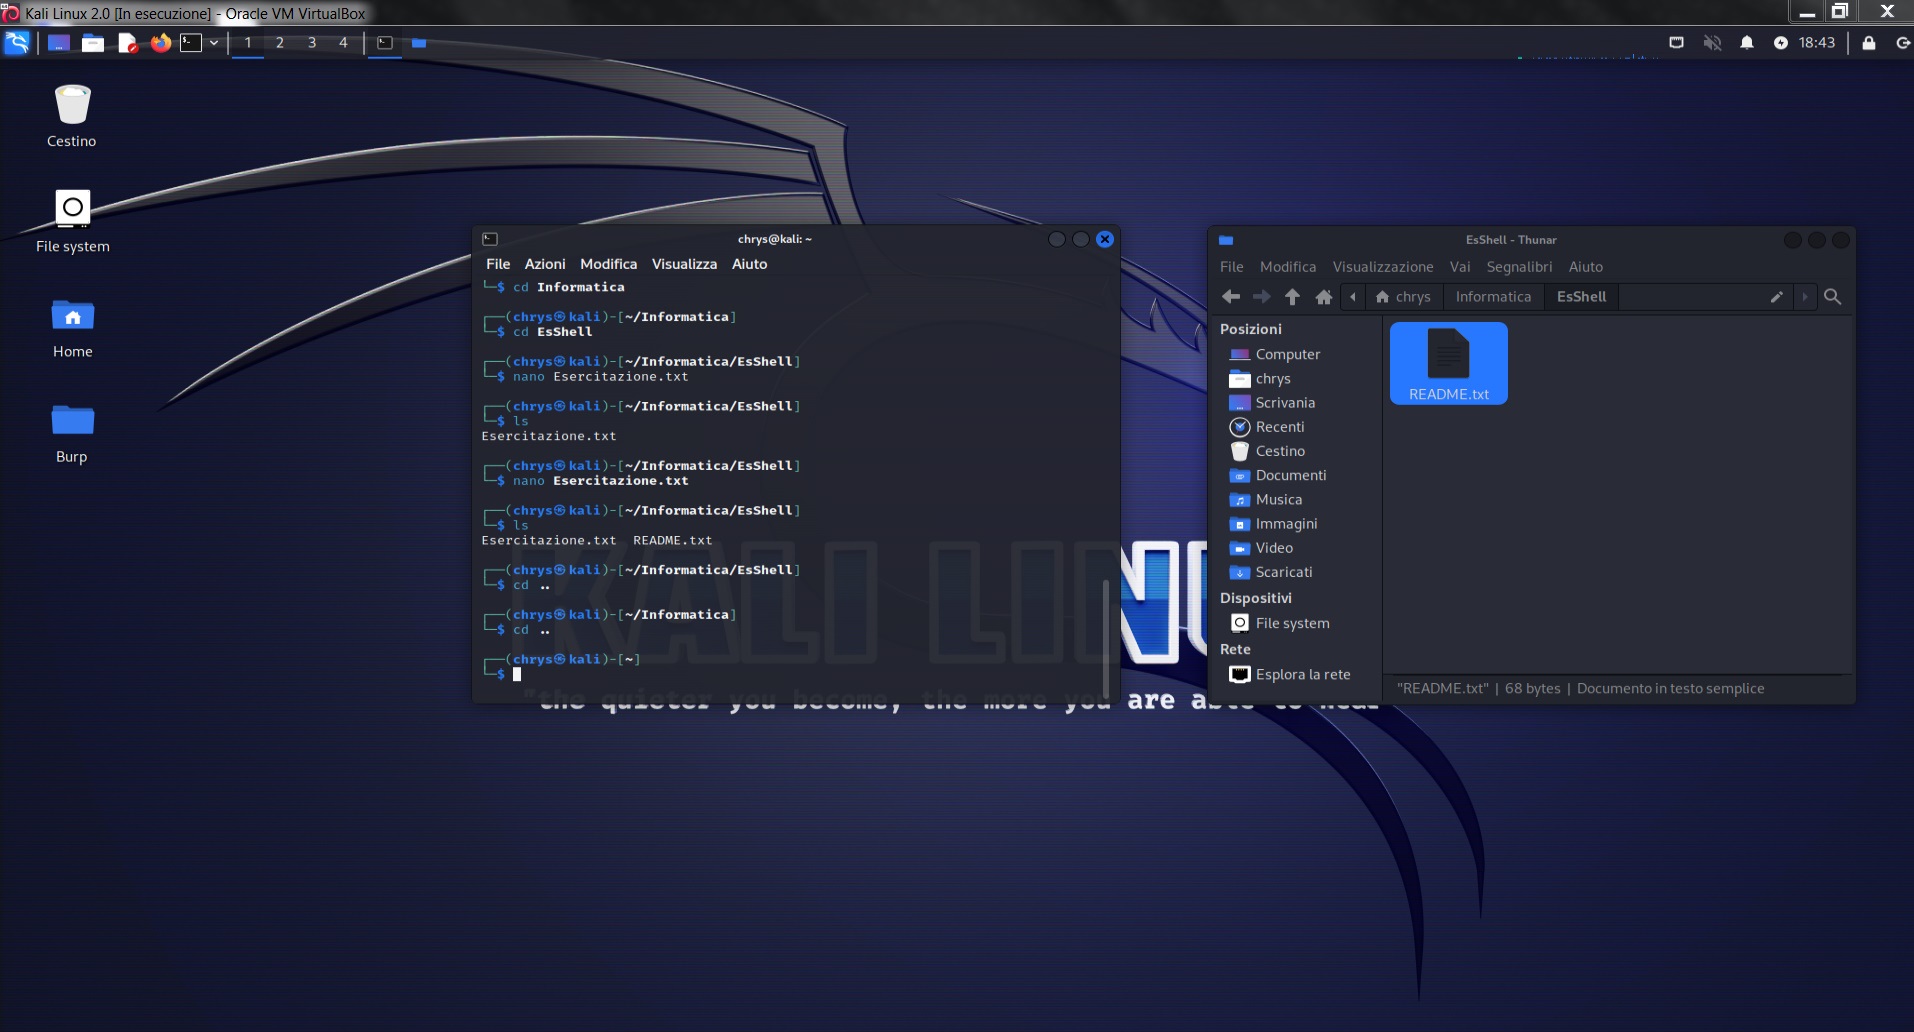 Kali Linux 2.0 [In esecuzione] - Oracle VM VirtualBox
1 2 3 4
18:43
Cestino
File system
Home
Burp
chrys@kali: ~
File Azioni Modifica Visualizza Aiuto
└─$ cd Informatica
┌──(chrys㉿kali)-[~/Informatica]
└─$ cd EsShell
┌──(chrys㉿kali)-[~/Informatica/EsShell]
└─$ nano Esercitazione.txt
┌──(chrys㉿kali)-[~/Informatica/EsShell]
└─$ ls
Esercitazione.txt
┌──(chrys㉿kali)-[~/Informatica/EsShell]
└─$ nano Esercitazione.txt
┌──(chrys㉿kali)-[~/Informatica/EsShell]
└─$ ls
Esercitazione.txt  README.txt
┌──(chrys㉿kali)-[~/Informatica/EsShell]
└─$ cd ..
┌──(chrys㉿kali)-[~/Informatica]
└─$ cd ..
┌──(chrys㉿kali)-[~]
└─$
KALI LINU
"the quieter you become, the more you are able to hear
EsShell - Thunar
File Modifica Visualizzazione Vai Segnalibri Aiuto
chrys Informatica EsShell
Posizioni
Computer
chrys
Scrivania
Recenti
Cestino
Documenti
Musica
Immagini
Video
Scaricati
Dispositivi
File system
Rete
Esplora la rete
README.txt
"README.txt" | 68 bytes | Documento in testo semplice